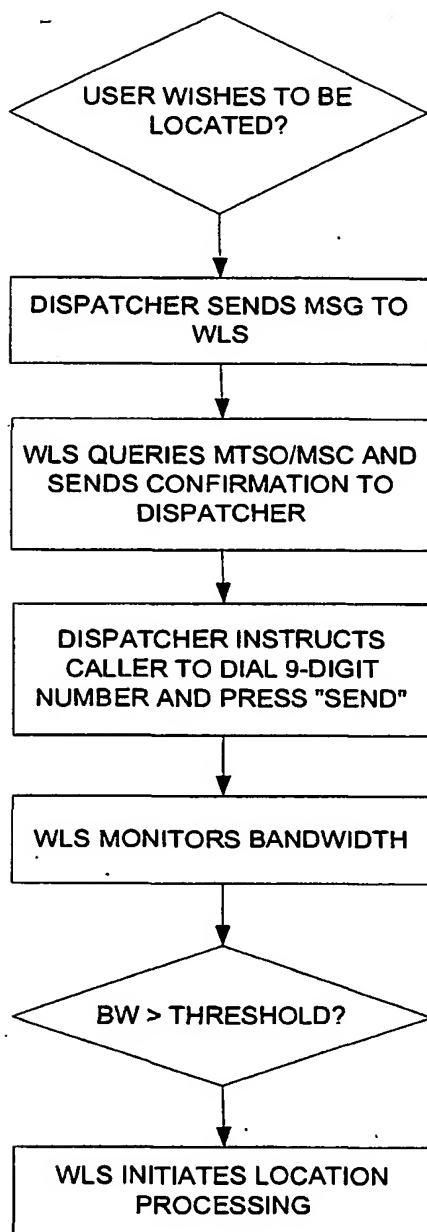 USER WISHES TO BE
LOCATED?
DISPATCHER SENDS MSG TO
WLS
WLS QUERIES MTSO/MSC AND
SENDS CONFIRMATION TO
DISPATCHER
DISPATCHER INSTRUCTS
CALLER TO DIAL 9-DIGIT
NUMBER AND PRESS "SEND"
WLS MONITORS BANDWIDTH
BW > THRESHOLD?
WLS INITIATES LOCATION
PROCESSING